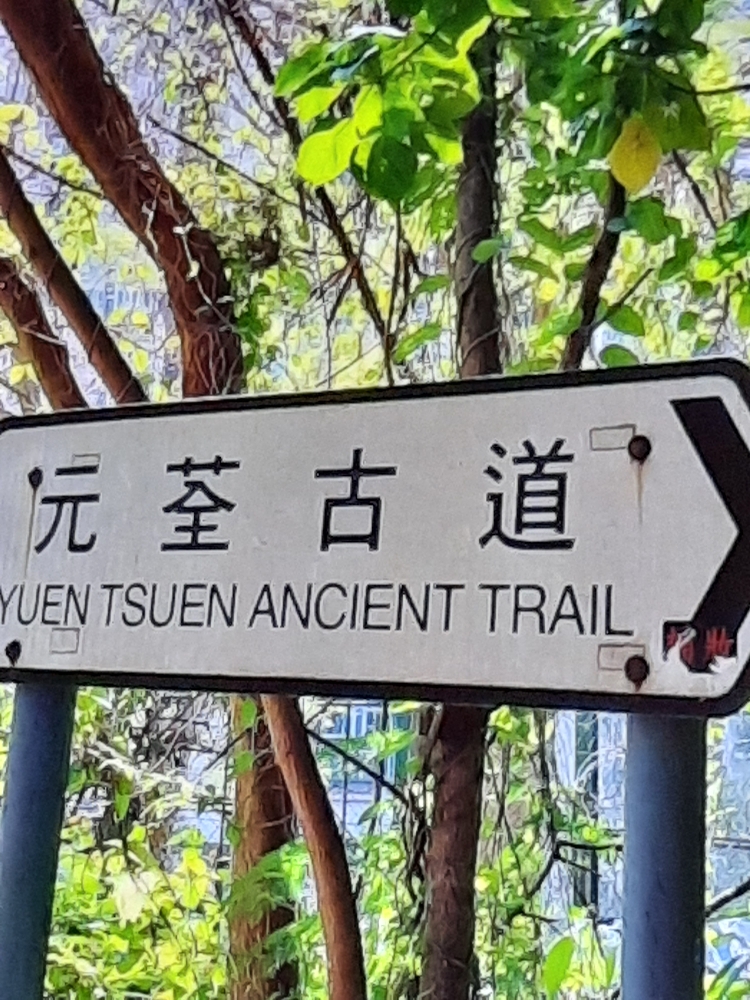 元荃古道
YUEN TSUEN ANCIENT TRAIL